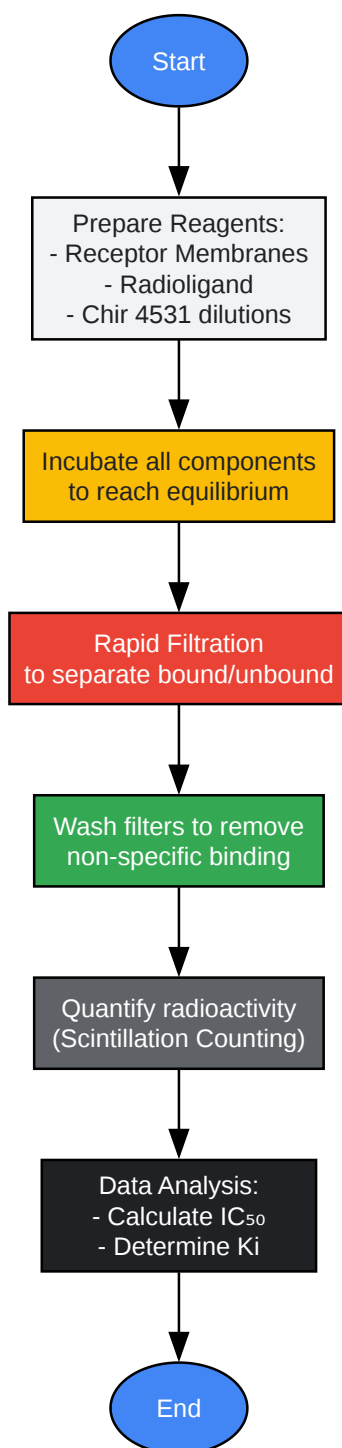 Start
Prepare Reagents:
- Receptor Membranes
- Radioligand
- Chir 4531 dilutions
Incubate all components
to reach equilibrium
Rapid Filtration
to separate bound/unbound
Wash filters to remove
non-specific binding
Quantify radioactivity
(Scintillation Counting)
Data Analysis:
- Calculate IC₅₀
- Determine Ki
End